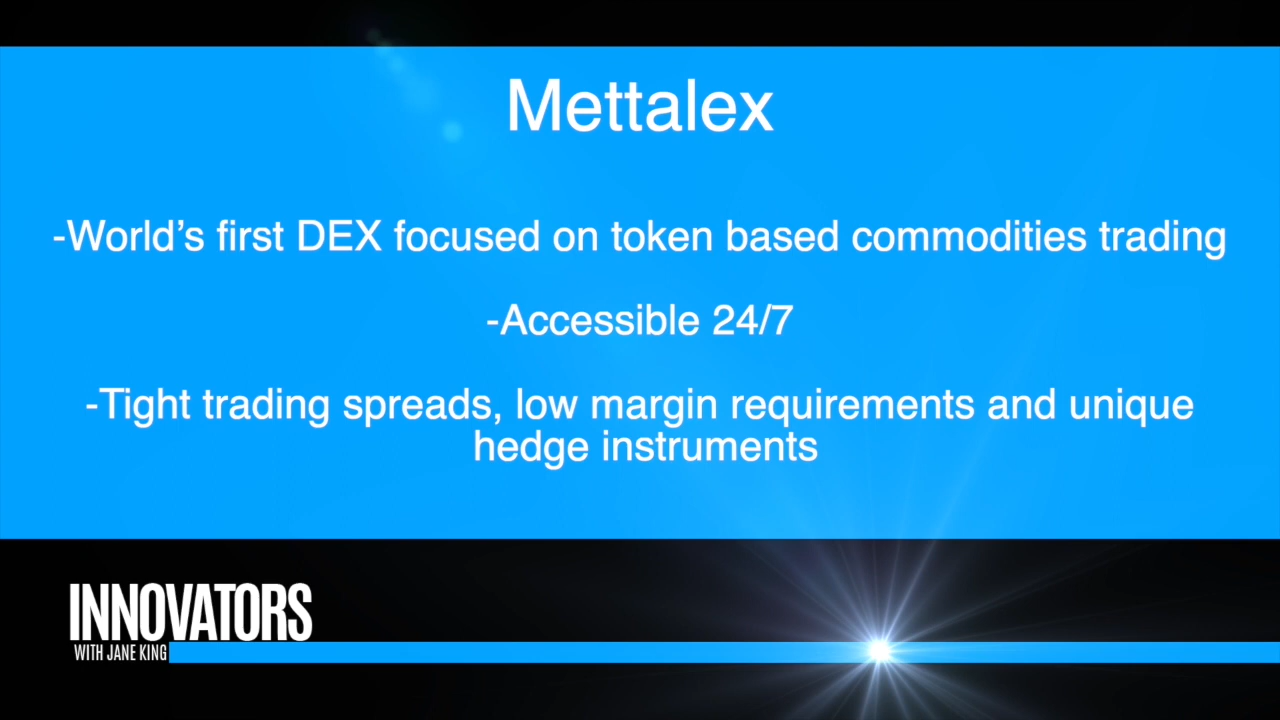 Mettalex
-World’s first DEX focused on token based commodities trading
-Accessible 24/7
-Tight trading spreads, low margin requirements and unique
hedge instruments
INNOVATORS
WITH JANE KING